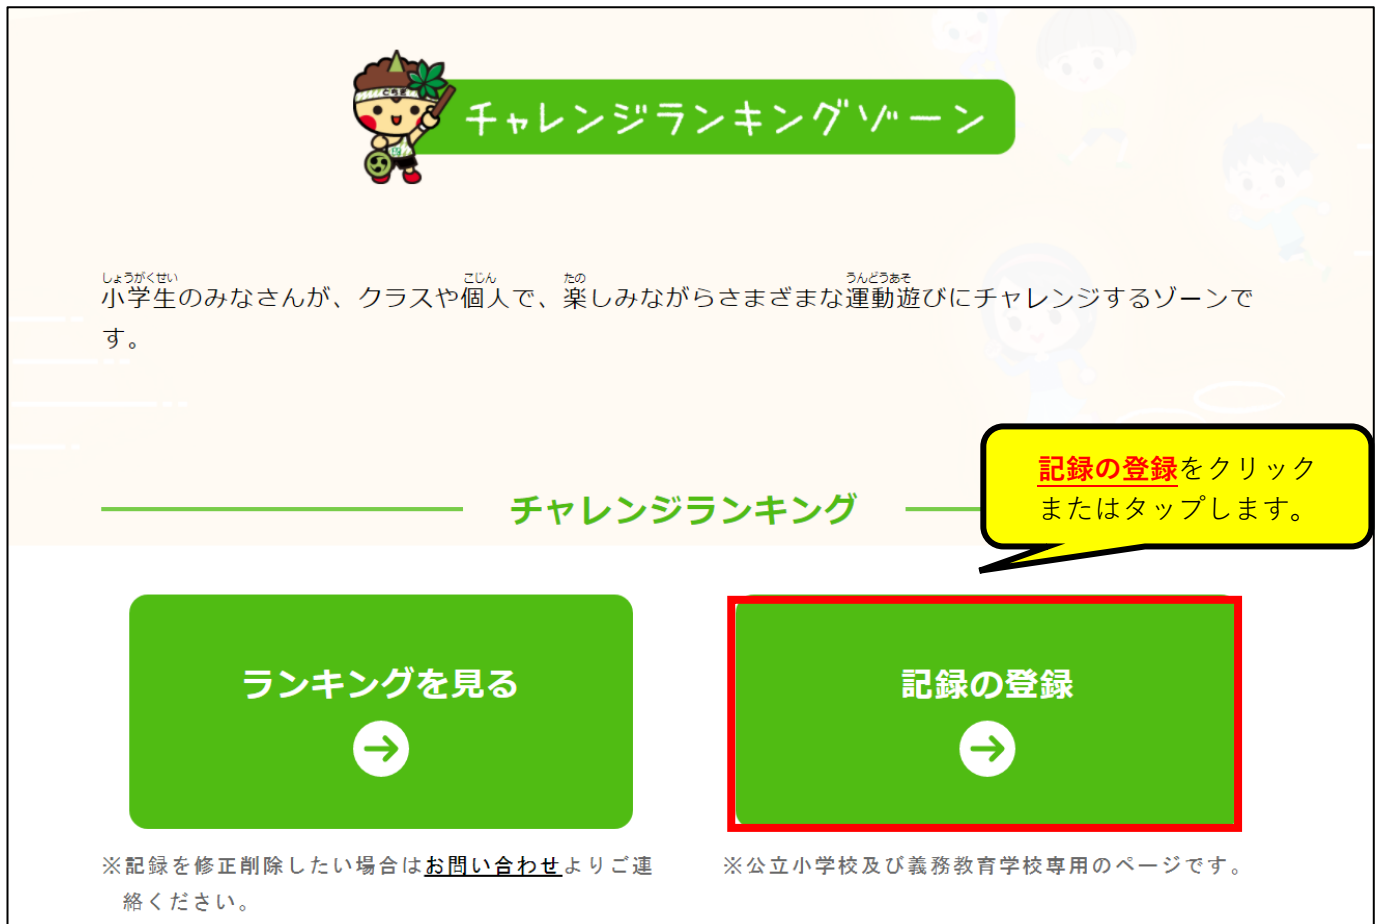 とちぎ
チャレンジランキングゾーン
しょうがくせい こじん たの うんどうあそ
小学生のみなさんが、クラスや個人で、楽しみながらさまざまな運動遊びにチャレンジするゾーンで
す。
記録の登録をクリック
またはタップします。
チャレンジランキング
ランキングを見る
記録の登録
※記録を修正削除したい場合はお問い合わせよりご連
絡ください。
※公立小学校及び義務教育学校専用のページです。